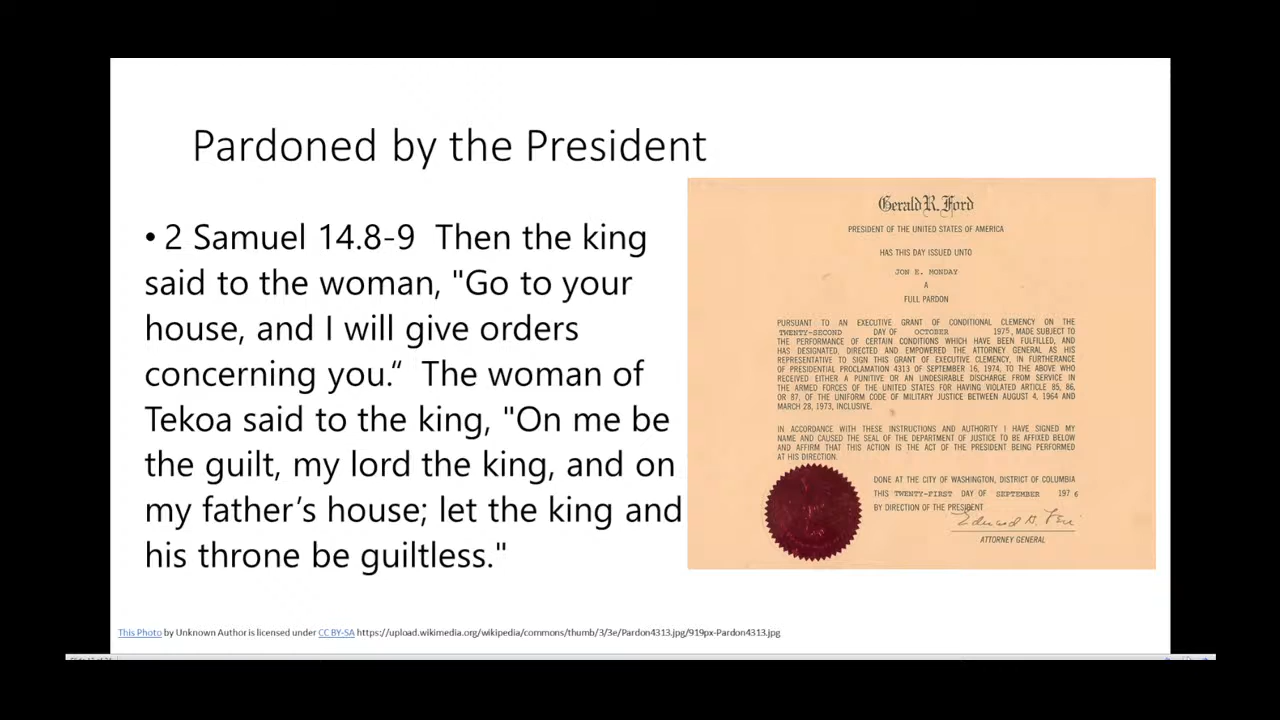 Pardoned by the President
• 2 Samuel 14.8-9  Then the king
said to the woman, "Go to your
house, and I will give orders
concerning you.“  The woman of
Tekoa said to the king, "On me be
the guilt, my lord the king, and on
my father’s house; let the king and
his throne be guiltless."
Gerald R. Ford
PRESIDENT OF THE UNITED STATES OF AMERICA
HAS THIS DAY ISSUED UNTO
JON E. MONDAY
A
FULL PARDON
PURSUANT TO AN EXECUTIVE GRANT OF CONDITIONAL CLEMENCY ON THE
TWENTY-SECOND DAY OF OCTOBER 1975, MADE SUBJECT TO
THE PERFORMANCE OF CERTAIN CONDITIONS WHICH HAVE BEEN FULFILLED, AND
HAS DESIGNATED, DIRECTED AND EMPOWERED THE ATTORNEY GENERAL AS HIS
REPRESENTATIVE TO SIGN THIS GRANT OF EXECUTIVE CLEMENCY, IN FURTHERANCE
OF PRESIDENTIAL PROCLAMATION 4313 OF SEPTEMBER 16, 1974, TO THE ABOVE WHO
RECEIVED EITHER A PUNITIVE OR AN UNDESIRABLE DISCHARGE FROM SERVICE IN
THE ARMED FORCES OF THE UNITED STATES FOR HAVING VIOLATED ARTICLE 85, 86,
OR 87, OF THE UNIFORM CODE OF MILITARY JUSTICE BETWEEN AUGUST 4, 1964 AND
MARCH 28, 1973, INCLUSIVE.
IN ACCORDANCE WITH THESE INSTRUCTIONS AND AUTHORITY I HAVE SIGNED MY
NAME AND CAUSED THE SEAL OF THE DEPARTMENT OF JUSTICE TO BE AFFIXED BELOW
AND AFFIRM THAT THIS ACTION IS THE ACT OF THE PRESIDENT BEING PERFORMED
AT HIS DIRECTION.
DONE AT THE CITY OF WASHINGTON, DISTRICT OF COLUMBIA
THIS TWENTY-FIRST DAY OF SEPTEMBER 1976
BY DIRECTION OF THE PRESIDENT
ATTORNEY GENERAL
This Photo by Unknown Author is licensed under CC BY-SA https://upload.wikimedia.org/wikipedia/commons/thumb/3/3e/Pardon4313.jpg/919px-Pardon4313.jpg